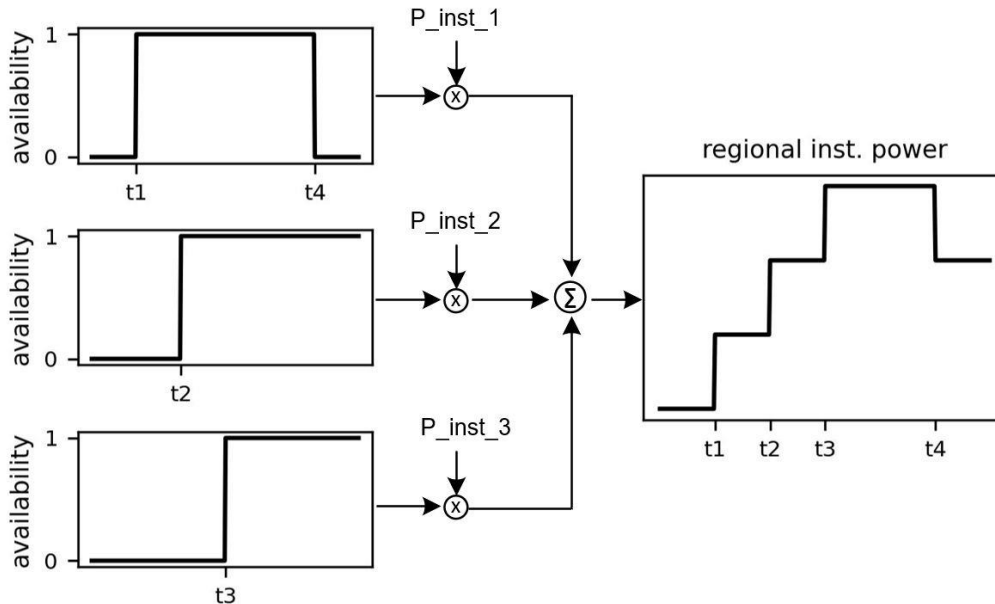 P_inst_1
availability
1
0
x
t1
t4
regional inst. power
P_inst_2
availability
1
0
x
Σ
t2
t1
t2
t3
t4
P_inst_3
availability
1
0
x
t3